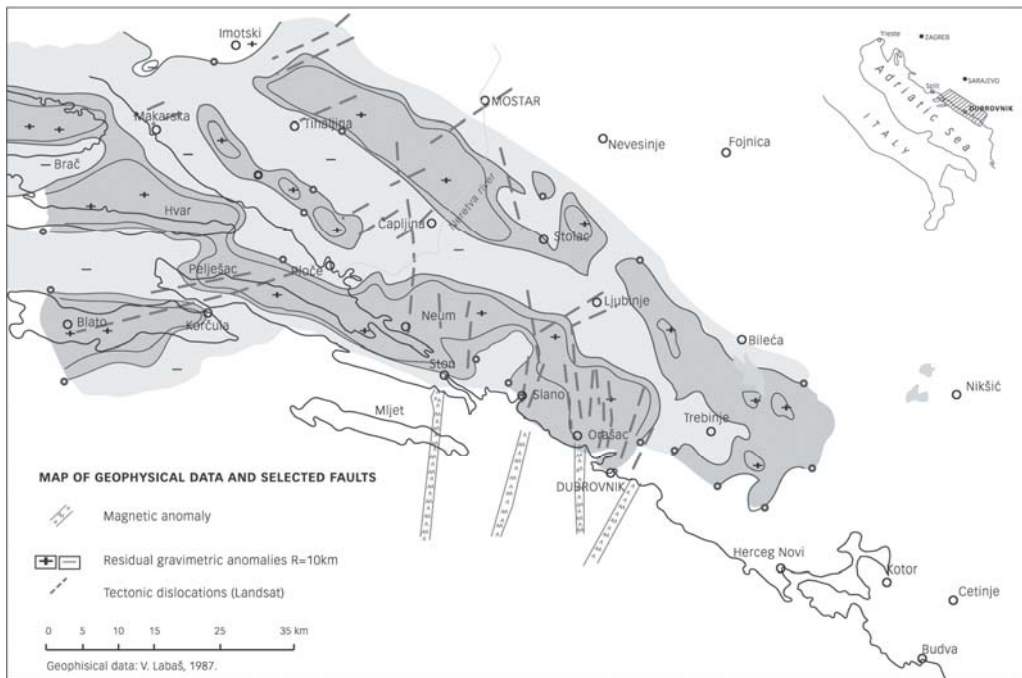 Imotski
Trieste
ZAGREB
SARAJEVO
Split
DUBROVNIK
Adriatic Sea
ITALY
MOSTAR
Makarska
Tihaljina
Nevesinje
Fojnica
Brač
Hvar
Čapljina
Neretva river
Stolac
Pelješac
Ploče
Ljubinje
Blato
Korčula
Neum
Bileća
Ston
Slano
Nikšić
Mljet
Trebinje
Orašac
MAP OF GEOPHYSICAL DATA AND SELECTED FAULTS
DUBROVNIK
Magnetic anomaly
Residual gravimetric anomalies R=10km
Herceg Novi
Kotor
Tectonic dislocations (Landsat)
Cetinje
0 5 10 15 25 35 km
Budva
Geophisical data: V. Labaš, 1987.